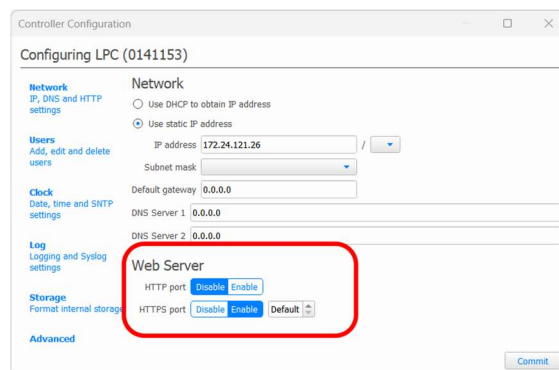 Controller Configuration
Configuring LPC (0141153)
Network
IP, DNS and HTTP
settings
Users
Add, edit and delete
users
Clock
Date, time and SNTP
settings
Log
Logging and Syslog
settings
Storage
Format internal storage
Advanced
Network
Use DHCP to obtain IP address
Use static IP address
IP address 172.24.121.26 /
Subnet mask
Default gateway 0.0.0.0
DNS Server 1 0.0.0.0
DNS Server 2 0.0.0.0
Web Server
HTTP port Disable Enable
HTTPS port Disable Enable Default
Commit